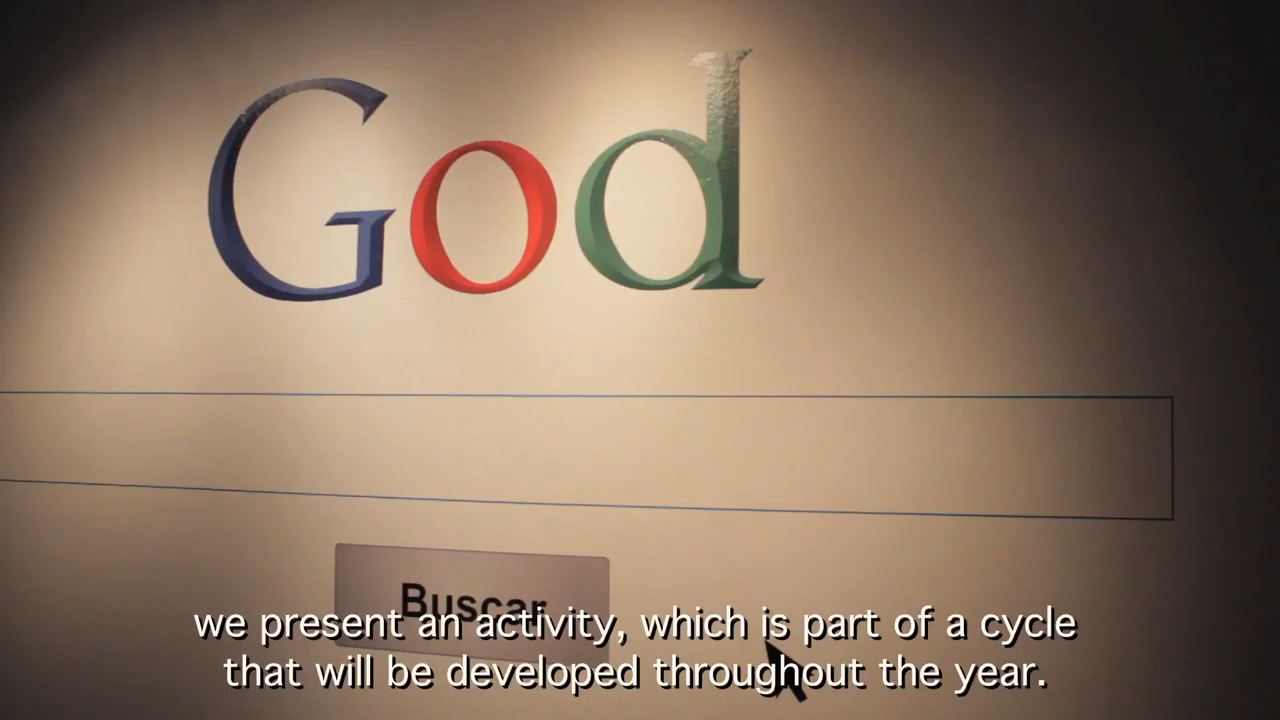 God
Buscar
we present an activity, which is part of a cycle
that will be developed throughout the year.